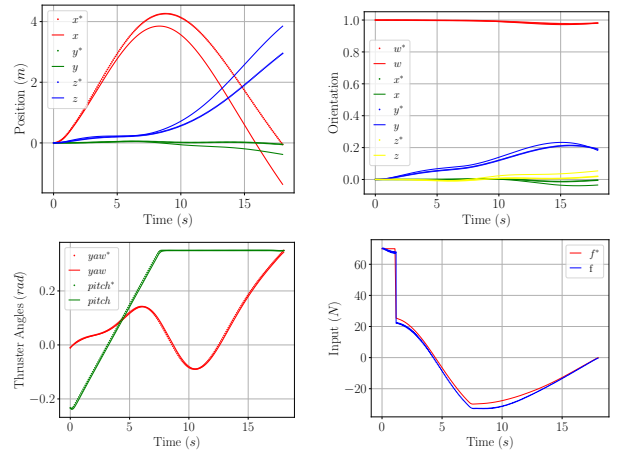 Position (m)
4
2
0
x*
x
y*
y
z*
z
0
5
10
15
Time (s)
Orientation
1.0
0.8
0.6
0.4
0.2
0.0
w*
w
x*
x
y*
y
z*
z
0
5
10
15
Time (s)
Thruster Angles (rad)
0.2
0.0
−0.2
yaw*
yaw
pitch*
pitch
0
5
10
15
Time (s)
Input (N)
60
40
20
0
−20
f*
f
0
5
10
15
Time (s)